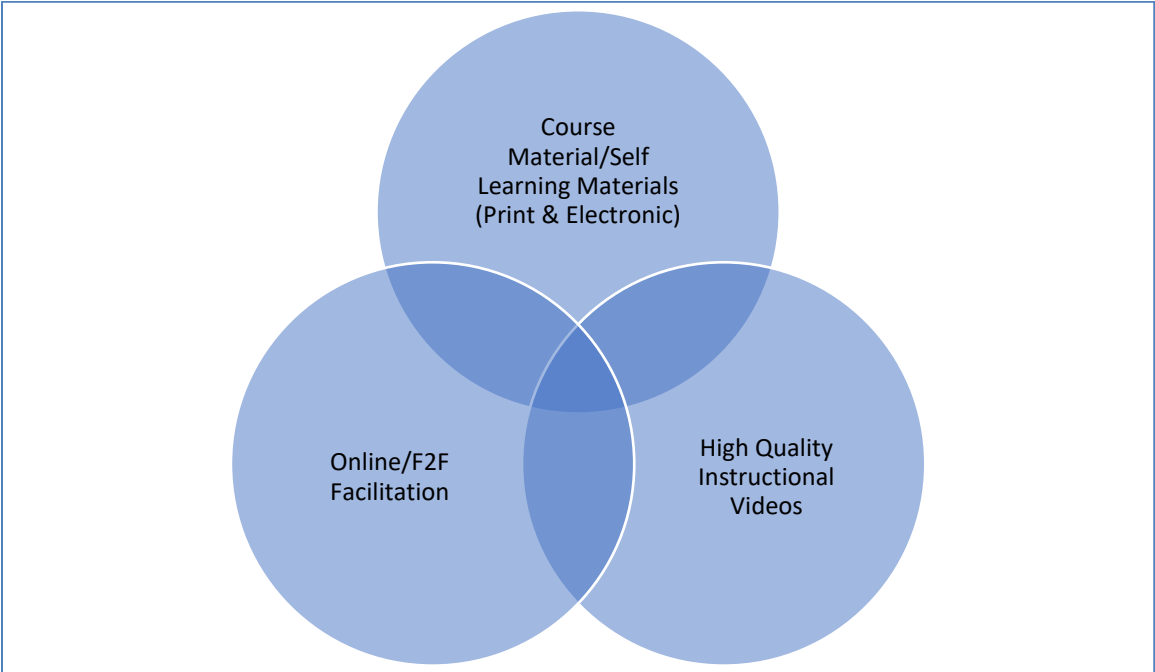 Course
Material/Self
Learning Materials
(Print & Electronic)
Online/F2F
Facilitation
High Quality
Instructional
Videos